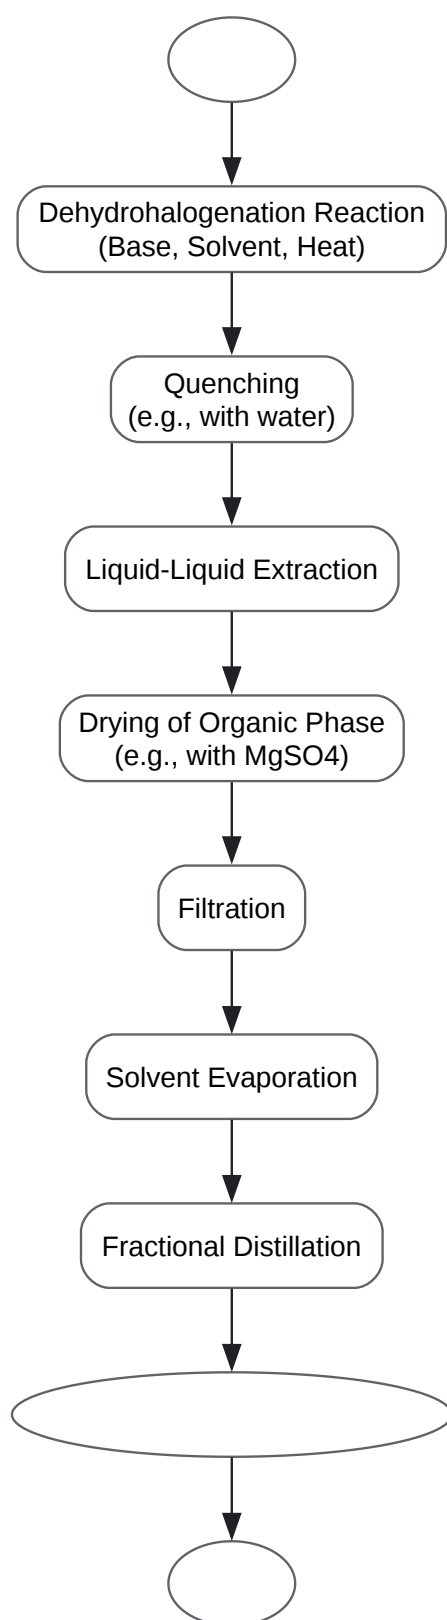 Dehydrohalogenation Reaction
(Base, Solvent, Heat)
Quenching
(e.g., with water)
Liquid-Liquid Extraction
Drying of Organic Phase
(e.g., with MgSO4)
Filtration
Solvent Evaporation
Fractional Distillation